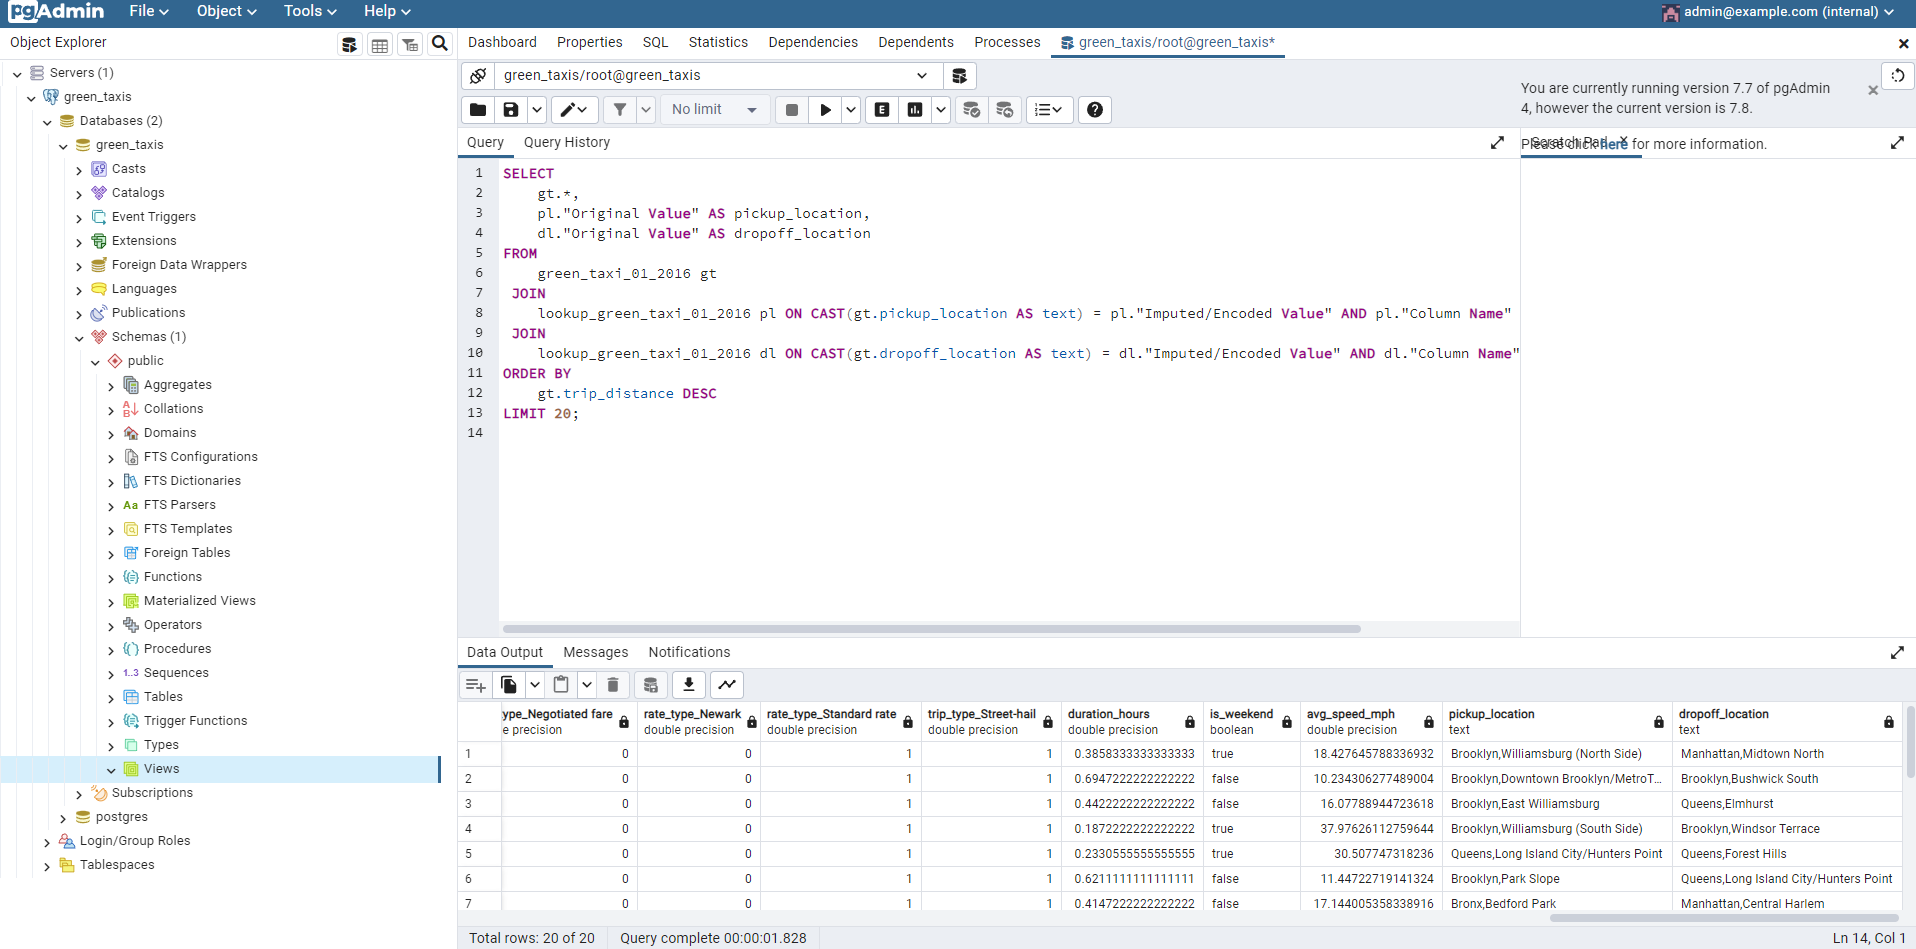 pgAdmin File Object Tools Help admin@example.com (internal)
Object Explorer
Dashboard Properties SQL Statistics Dependencies Dependents Processes green_taxis/root@green_taxis*
Servers (1)
green_taxis
Databases (2)
green_taxis
Casts
Catalogs
Event Triggers
Extensions
Foreign Data Wrappers
Languages
Publications
Schemas (1)
public
Aggregates
Collations
Domains
FTS Configurations
FTS Dictionaries
Aa FTS Parsers
FTS Templates
Foreign Tables
Functions
Materialized Views
Operators
Procedures
1..3 Sequences
Tables
Trigger Functions
Types
Views
Subscriptions
postgres
Login/Group Roles
Tablespaces
green_taxis/root@green_taxis
No limit
E
You are currently running version 7.7 of pgAdmin
4, however the current version is 7.8.
Please click here for more information.
Scratch Pad
Query Query History
1 SELECT
2 gt.*,
3 pl."Original Value" AS pickup_location,
4 dl."Original Value" AS dropoff_location
5 FROM
6 green_taxi_01_2016 gt
7 JOIN
8 lookup_green_taxi_01_2016 pl ON CAST(gt.pickup_location AS text) = pl."Imputed/Encoded Value" AND pl."Column Name"
9 JOIN
10 lookup_green_taxi_01_2016 dl ON CAST(gt.dropoff_location AS text) = dl."Imputed/Encoded Value" AND dl."Column Name"
11 ORDER BY
12 gt.trip_distance DESC
13 LIMIT 20;
14
Data Output Messages Notifications
ype_Negotiated fare rate_type_Newark rate_type_Standard rate trip_type_Street-hail duration_hours is_weekend avg_speed_mph pickup_location dropoff_location
e precision double precision double precision double precision double precision boolean double precision text text
1 0 0 1 1 0.3858333333333333 true 18.427645788336932 Brooklyn,Williamsburg (North Side) Manhattan,Midtown North
2 0 0 1 1 0.6947222222222222 false 10.234306277489004 Brooklyn,Downtown Brooklyn/MetroT... Brooklyn,Bushwick South
3 0 0 1 1 0.4422222222222222 false 16.07788944723618 Brooklyn,East Williamsburg Queens,Elmhurst
4 0 0 1 1 0.1872222222222222 true 37.97626112759644 Brooklyn,Williamsburg (South Side) Brooklyn,Windsor Terrace
5 0 0 1 1 0.2330555555555555 true 30.507747318236 Queens,Long Island City/Hunters Point Queens,Forest Hills
6 0 0 1 1 0.6211111111111111 false 11.44722719141324 Brooklyn,Park Slope Queens,Long Island City/Hunters Point
7 0 0 1 1 0.4147222222222222 false 17.144005358338916 Bronx,Bedford Park Manhattan,Central Harlem
Total rows: 20 of 20 Query complete 00:00:01.828 Ln 14, Col 1